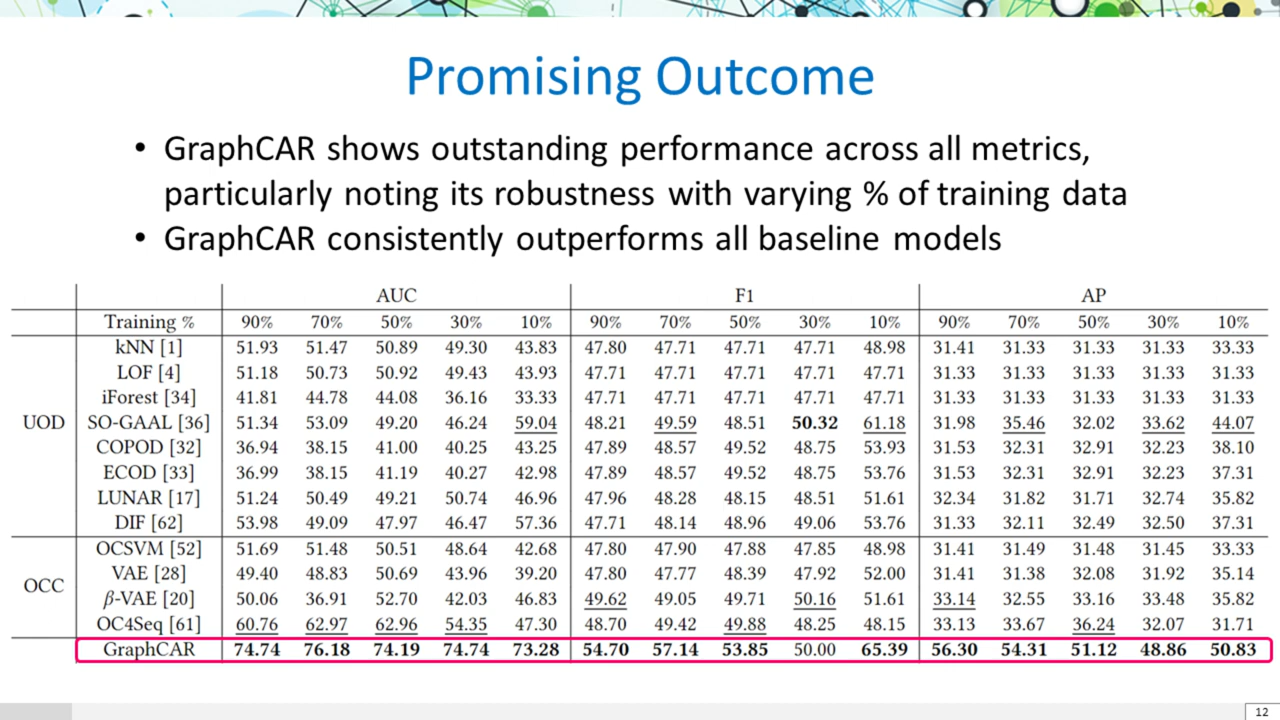 Promising Outcome
• GraphCAR shows outstanding performance across all metrics,
particularly noting its robustness with varying % of training data
• GraphCAR consistently outperforms all baseline models
AUC F1 AP
Training % 90% 70% 50% 30% 10% 90% 70% 50% 30% 10% 90% 70% 50% 30% 10%
kNN [1] 51.93 51.47 50.89 49.30 43.83 47.80 47.71 47.71 47.71 48.98 31.41 31.33 31.33 31.33 33.33
LOF [4] 51.18 50.73 50.92 49.43 43.93 47.71 47.71 47.71 47.71 47.71 31.33 31.33 31.33 31.33 31.33
iForest [34] 41.81 44.78 44.08 36.16 33.33 47.71 47.71 47.71 47.71 47.71 31.33 31.33 31.33 31.33 31.33
UOD SO-GAAL [36] 51.34 53.09 49.20 46.24 59.04 48.21 49.59 48.51 50.32 61.18 31.98 35.46 32.02 33.62 44.07
COPOD [32] 36.94 38.15 41.00 40.25 43.25 47.89 48.57 49.52 48.75 53.93 31.53 32.31 32.91 32.23 38.10
ECOD [33] 36.99 38.15 41.19 40.27 42.98 47.89 48.57 49.52 48.75 53.76 31.53 32.31 32.91 32.23 37.31
LUNAR [17] 51.24 50.49 49.21 50.74 46.96 47.96 48.28 48.15 48.51 51.61 32.34 31.82 31.71 32.74 35.82
DIF [62] 53.98 49.09 47.97 46.47 57.36 47.71 48.14 48.96 49.06 53.76 31.33 32.11 32.49 32.50 37.31
OCSVM [52] 51.69 51.48 50.51 48.64 42.68 47.80 47.90 47.88 47.85 48.98 31.41 31.49 31.48 31.45 33.33
OCC VAE [28] 49.40 48.83 50.69 43.96 39.20 47.80 47.77 48.39 47.92 52.00 31.41 31.38 32.08 31.92 35.14
β-VAE [20] 50.06 36.91 52.70 42.03 46.83 49.62 49.05 49.71 50.16 51.61 33.14 32.55 33.16 33.48 35.82
OC4Seq [61] 60.76 62.97 62.96 54.35 47.30 48.70 49.42 49.88 48.25 48.15 33.13 33.67 36.24 32.07 31.71
GraphCAR 74.74 76.18 74.19 74.74 73.28 54.70 57.14 53.85 50.00 65.39 56.30 54.31 51.12 48.86 50.83
12